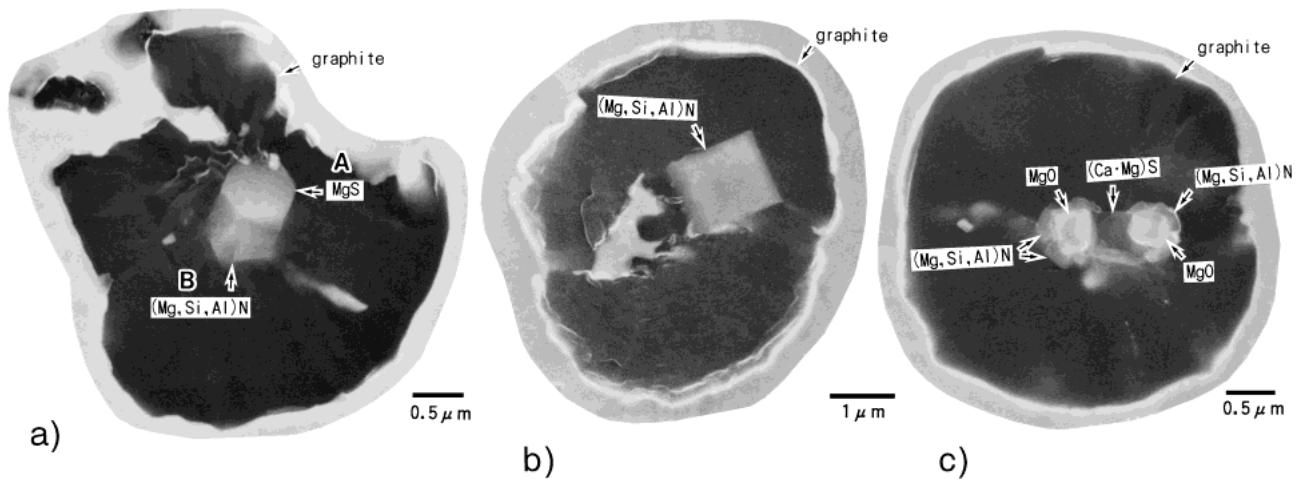 graphite
A
MgS
B
(Mg,Si,Al)N
0.5μm
a)
graphite
(Mg,Si,Al)N
1μm
b)
graphite
MgO
(Ca·Mg)S
(Mg,Si,Al)N
(Mg,Si,Al)N
MgO
0.5μm
c)